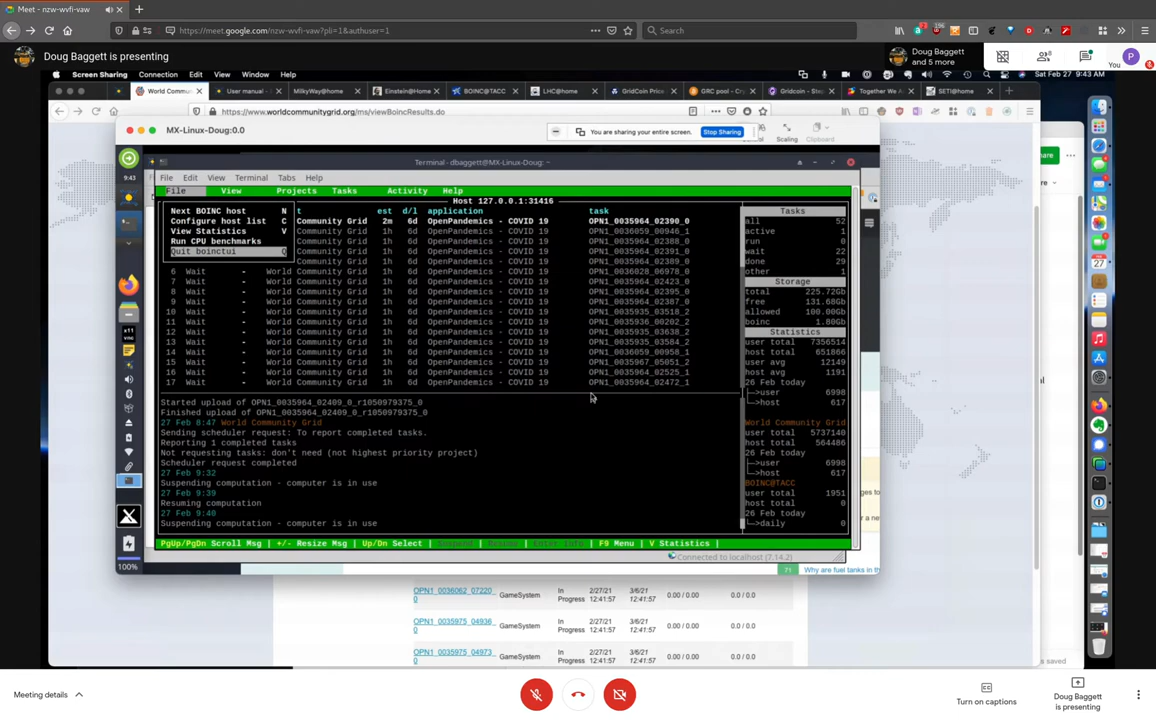 Meet - nzw-wvfi-vaw
https://meet.google.com/nzw-wvfi-vaw?pli=1&authuser=1
Search
196
Doug Baggett is presenting
Doug Baggett
and 5 more
You
P
Screen Sharing Connection Edit View Window Help
Sat Feb 27 9:43 AM
World Commu
User manual -
MilkyWay@home
Einstein@Home
BOINC@TACC
LHC@home
GridCoin Price
GRC pool - Cr
Gridcoin - Step
Together We A
SETI@home
https://www.worldcommunitygrid.org/ms/viewBoincResults.do
MX-Linux-Doug:0.0
You are sharing your entire screen.
Stop Sharing
Scaling
Clipboard
Terminal - dbaggett@MX-Linux-Doug: ~
9:43
File Edit View Terminal Tabs Help
File View Projects Tasks Activity Help
Host 127.0.0.1:31416
Next BOINC host N
Configure host list C
View Statistics V
Run CPU benchmarks
Quit boinctui Q
t est d/l application task
Community Grid 2m 6d OpenPandemics - COVID 19 OPN1_0035964_02390_0
Community Grid 1h 6d OpenPandemics - COVID 19 OPN1_0036059_00946_1
Community Grid 1h 6d OpenPandemics - COVID 19 OPN1_0035964_02388_0
Community Grid 1h 6d OpenPandemics - COVID 19 OPN1_0035964_02391_0
Community Grid 1h 6d OpenPandemics - COVID 19 OPN1_0035964_02389_0
6 Wait - World Community Grid 1h 6d OpenPandemics - COVID 19 OPN1_0036028_06978_0
7 Wait - World Community Grid 1h 6d OpenPandemics - COVID 19 OPN1_0035964_02423_0
8 Wait - World Community Grid 1h 6d OpenPandemics - COVID 19 OPN1_0035964_02395_0
9 Wait - World Community Grid 1h 6d OpenPandemics - COVID 19 OPN1_0035964_02387_0
10 Wait - World Community Grid 1h 6d OpenPandemics - COVID 19 OPN1_0035935_03518_2
11 Wait - World Community Grid 1h 6d OpenPandemics - COVID 19 OPN1_0035936_00202_2
12 Wait - World Community Grid 1h 6d OpenPandemics - COVID 19 OPN1_0035935_03638_2
13 Wait - World Community Grid 1h 6d OpenPandemics - COVID 19 OPN1_0035935_03584_2
14 Wait - World Community Grid 1h 6d OpenPandemics - COVID 19 OPN1_0036059_00958_1
15 Wait - World Community Grid 1h 6d OpenPandemics - COVID 19 OPN1_0035967_05051_2
16 Wait - World Community Grid 1h 6d OpenPandemics - COVID 19 OPN1_0035964_02525_1
17 Wait - World Community Grid 1h 6d OpenPandemics - COVID 19 OPN1_0035964_02472_1
Tasks
all 52
active 1
run 0
wait 22
done 29
other 1
Storage
total 225.72Gb
free 131.68Gb
allowed 100.00Gb
boinc 1.80Gb
Statistics
user total 7356514
host total 651866
user avg 12149
host avg 1191
26 Feb today
user 6998
host 617
World Community Grid
user total 5737140
host total 564486
26 Feb today
user 6998
host 617
BOINC@TACC
user total 1951
host total 0
26 Feb today
daily 0
Started upload of OPN1_0035964_02409_0_r1050979375_0
Finished upload of OPN1_0035964_02409_0_r1050979375_0
27 Feb 8:47 World Community Grid
Sending scheduler request: To report completed tasks.
Reporting 1 completed tasks
Not requesting tasks: don't need (not highest priority project)
Scheduler request completed
27 Feb 9:32
Suspending computation - computer is in use
27 Feb 9:39
Resuming computation
27 Feb 9:40
Suspending computation - computer is in use
PgUp/PgDn Scroll Msg | +/- Resize Msg | Up/Dn Select | F9 Menu | V Statistics |
Connected to localhost (7.14.2)
100%
71 Why are fuel tanks in th
OPN1_0036062_07220_ GameSystem In Progress 2/27/21 12:41:57 3/6/21 12:41:57 0.00 / 0.00 0.0 / 0.0
0
OPN1_0035975_04936_ GameSystem In Progress 2/27/21 12:41:57 3/6/21 12:41:57 0.00 / 0.00 0.0 / 0.0
0
OPN1_0035975_04973_ GameSystem In Progress 2/27/21 12:41:57 3/6/21 12:41:57 0.00 / 0.00 0.0 / 0.0
0
Meeting details
Turn on captions
Doug Baggett
is presenting